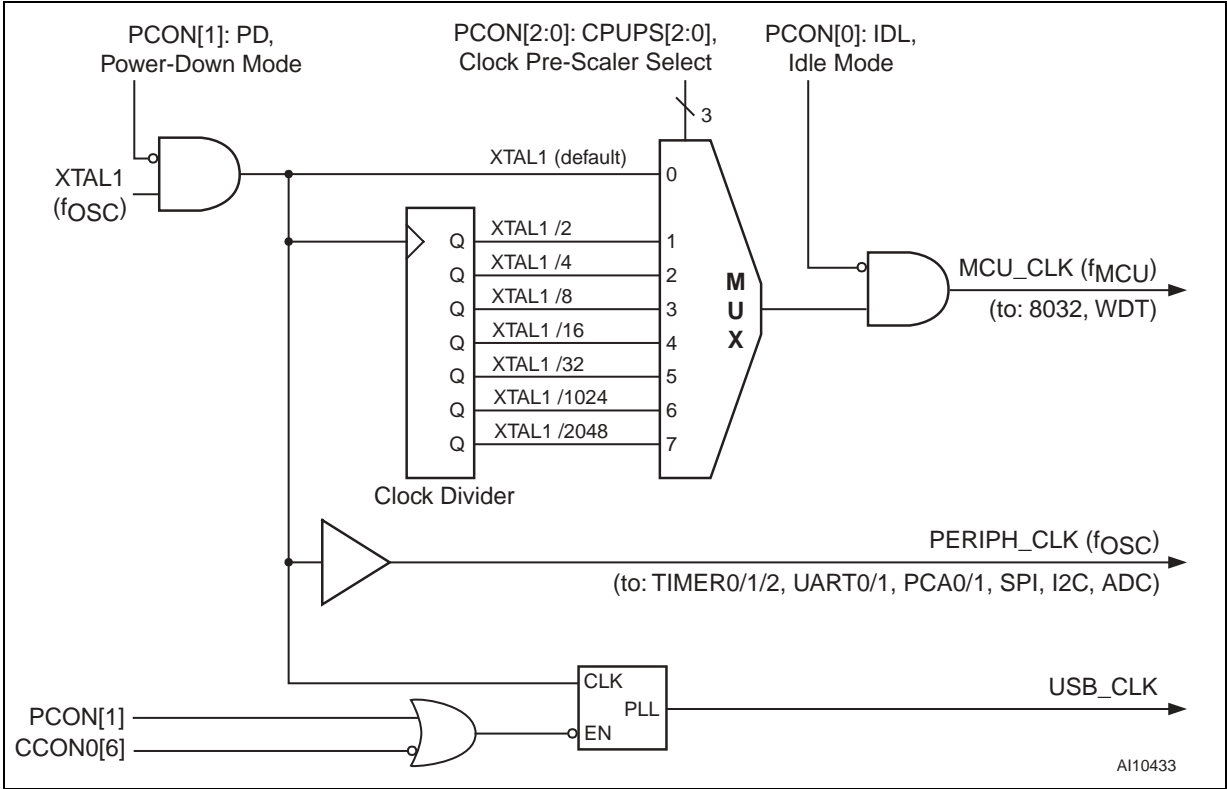 PCON[1]: PD,
Power-Down Mode
PCON[2:0]: CPUPS[2:0],
Clock Pre-Scaler Select
PCON[0]: IDL,
Idle Mode
3
XTAL1
(fOSC)
XTAL1 (default)
0
Q
XTAL1 /2
1
Q
XTAL1 /4
2
Q
XTAL1 /8
3
Q
XTAL1 /16
4
Q
XTAL1 /32
5
Q
XTAL1 /1024
6
Q
XTAL1 /2048
7
M
U
X
Clock Divider
MCU_CLK (fMCU)
(to: 8032, WDT)
PERIPH_CLK (fOSC)
(to: TIMER0/1/2, UART0/1, PCA0/1, SPI, I2C, ADC)
CLK
PLL
EN
USB_CLK
PCON[1]
CCON0[6]
AI10433